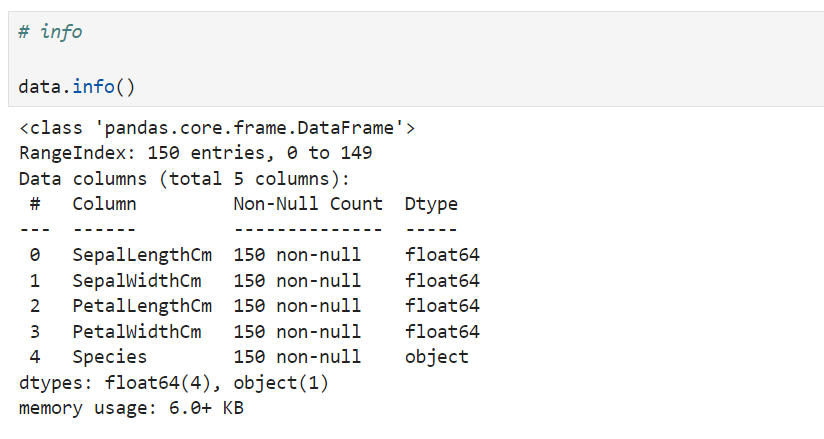 # info
data.info()
<class 'pandas.core.frame.DataFrame'>
RangeIndex: 150 entries, 0 to 149
Data columns (total 5 columns):
 #   Column         Non-Null Count  Dtype
---  ------         --------------  -----
 0   SepalLengthCm  150 non-null    float64
 1   SepalWidthCm   150 non-null    float64
 2   PetalLengthCm  150 non-null    float64
 3   PetalWidthCm   150 non-null    float64
 4   Species        150 non-null    object
dtypes: float64(4), object(1)
memory usage: 6.0+ KB